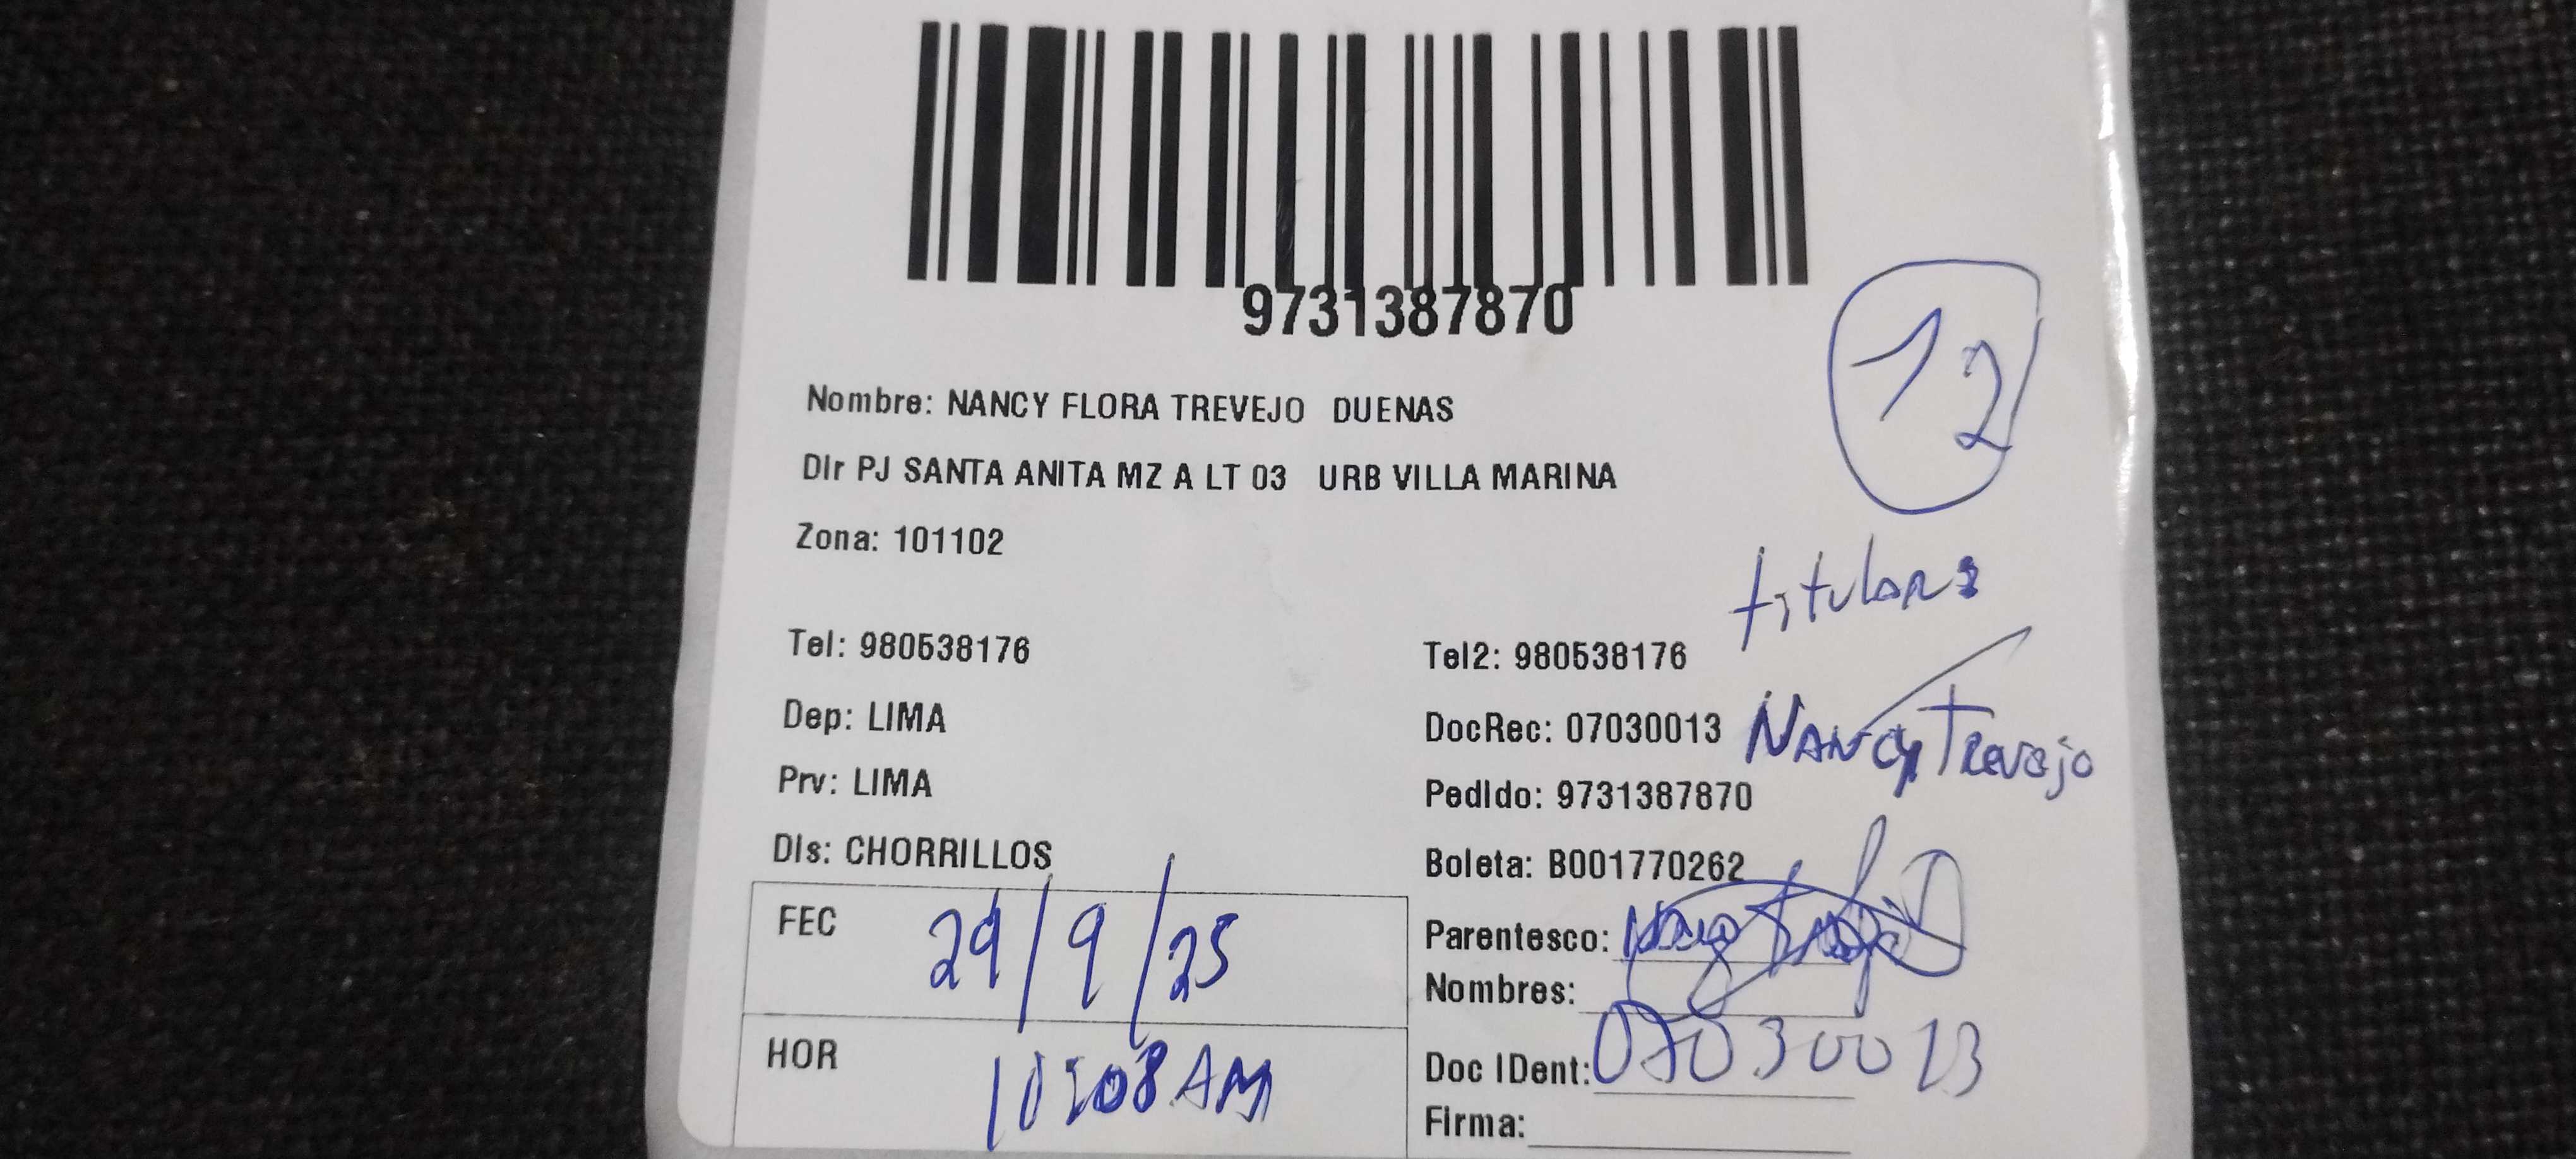 9731387870
12
Nombre: NANCY FLORA TREVEJO DUENAS
Dir PJ SANTA ANITA MZ A LT 03 URB VILLA MARINA
Zona: 101102
titular
Tel: 980538176 Tel2: 980538176
Dep: LIMA DocRec: 07030013 Nancy Trevejo
Prv: LIMA Pedido: 9731387870
Dis: CHORRILLOS Boleta: B001770262
FEC 29/9/25 Parentesco:
Nombres:
HOR 10:08 AM Doc IDent: 07030013
Firma: